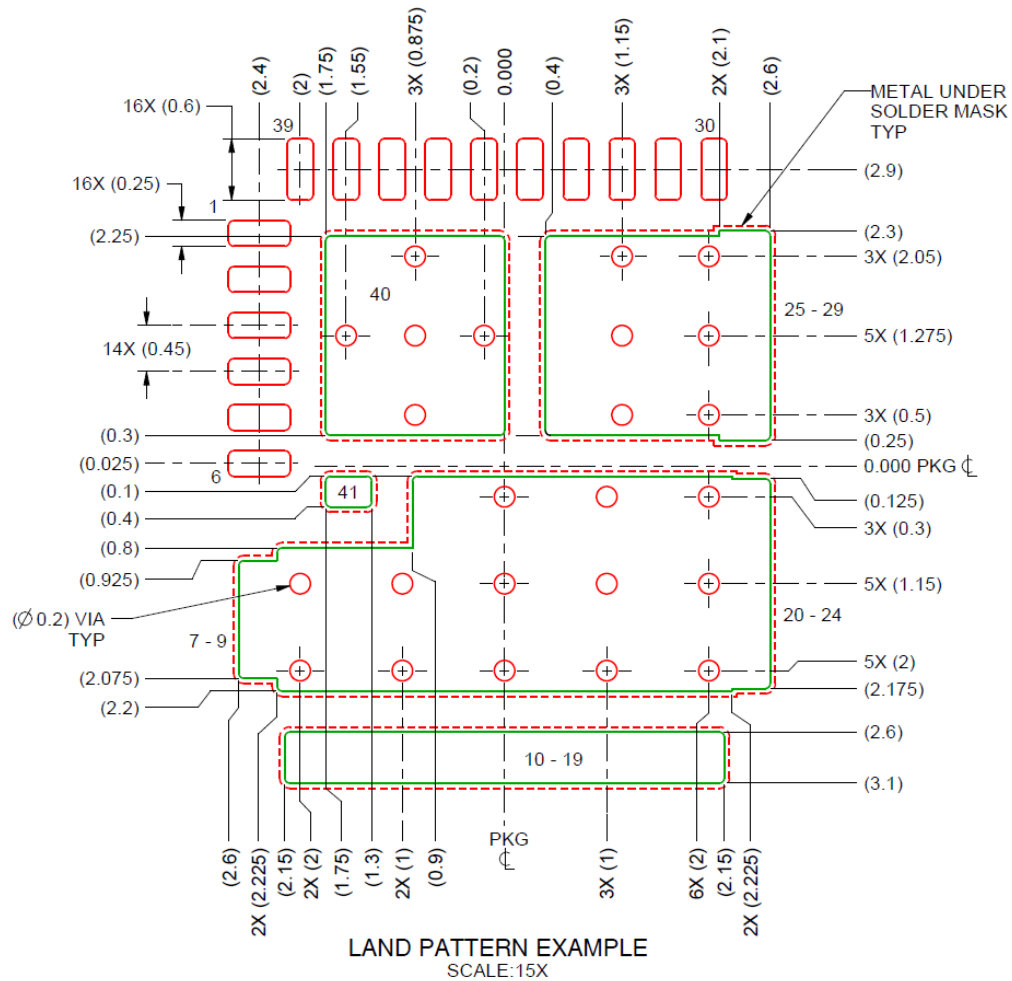 (2.4)
(2)
(1.75)
(1.55)
3X (0.875)
(0.2)
0.000
(0.4)
3X (1.15)
2X (2.1)
(2.6)
METAL UNDER
SOLDER MASK
TYP
16X (0.6)
39
30
(2.9)
16X (0.25)
1
(2.25)
(2.3)
3X (2.05)
40
25 - 29
5X (1.275)
14X (0.45)
3X (0.5)
(0.3)
(0.25)
(0.025)
6
0.000 PKG ℄
(0.1)
41
(0.125)
(0.4)
3X (0.3)
(0.8)
(0.925)
5X (1.15)
(Ø 0.2) VIA
TYP
7 - 9
20 - 24
5X (2)
(2.075)
(2.175)
(2.2)
(2.6)
10 - 19
(3.1)
PKG
℄
(2.6)
2X (2.225)
(2.15)
2X (2)
(1.75)
(1.3)
2X (1)
(0.9)
3X (1)
6X (2)
(2.15)
2X (2.225)
LAND PATTERN EXAMPLE
SCALE:15X